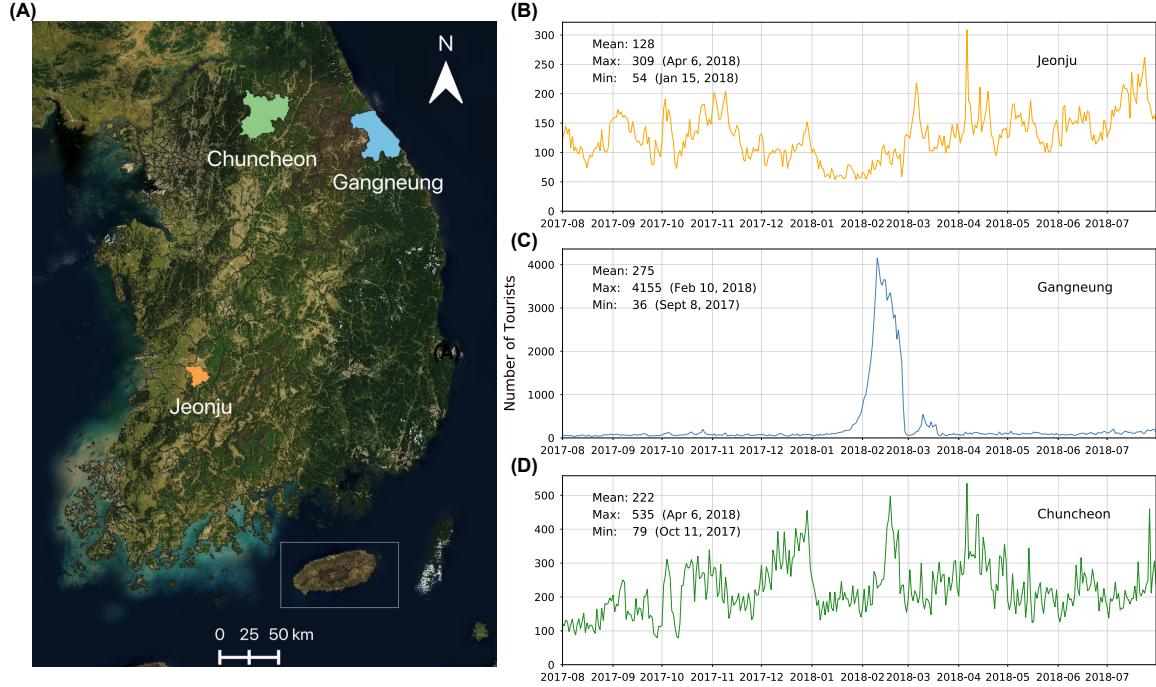 (A)
N
Chuncheon
Gangneung
(A)
Jeonju
0 25 50 km
(B)
300
250
200
150
100
50
0
Mean: 128
Max: 309 (Apr 6, 2018)
Min: 54 (Jan 15, 2018)
Jeonju
2017-08 2017-09 2017-10 2017-11 2017-12 2018-01 2018-02 2018-03 2018-04 2018-05 2018-06 2018-07
(C)
Number of Tourists
4000
3000
2000
1000
0
Mean: 275
Max: 4155 (Feb 10, 2018)
Min: 36 (Sept 8, 2017)
Gangneung
2017-08 2017-09 2017-10 2017-11 2017-12 2018-01 2018-02 2018-03 2018-04 2018-05 2018-06 2018-07
(D)
500
400
300
200
100
0
Mean: 222
Max: 535 (Apr 6, 2018)
Min: 79 (Oct 11, 2017)
Chuncheon
2017-08 2017-09 2017-10 2017-11 2017-12 2018-01 2018-02 2018-03 2018-04 2018-05 2018-06 2018-07